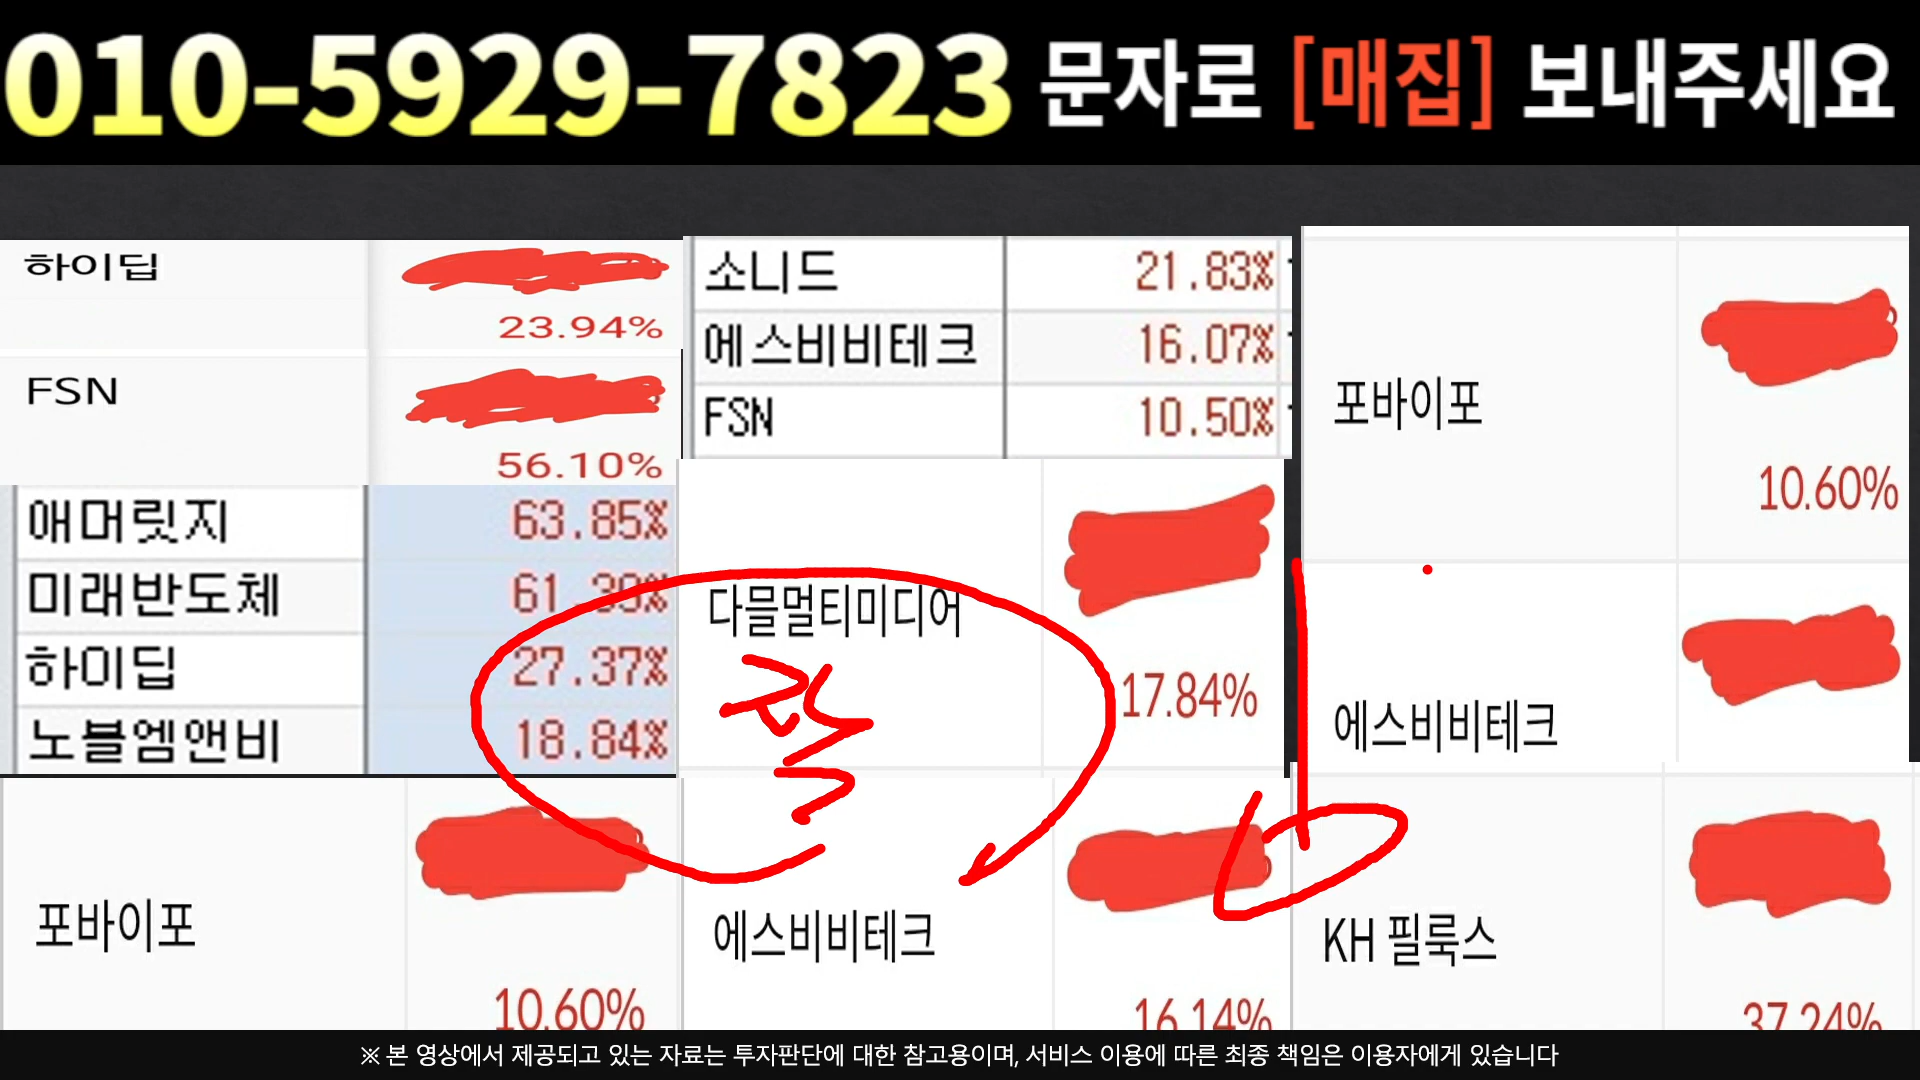 010-5929-7823 문자로 [매집] 보내주세요
하이딥
23.94%
FSN
56.10%
애머릿지 63.85%
미래반도체 61.39%
하이딥 27.37%
노블엠앤비 18.84%
소니드 21.83%
에스비비테크 16.07%
FSN 10.50%
다믈멀티미디어
17.84%
포바이포
10.60%
에스비비테크
포바이포
10.60%
에스비비테크
16.14%
KH 필룩스
37.24%
※ 본 영상에서 제공되고 있는 자료는 투자판단에 대한 참고용이며, 서비스 이용에 따른 최종 책임은 이용자에게 있습니다